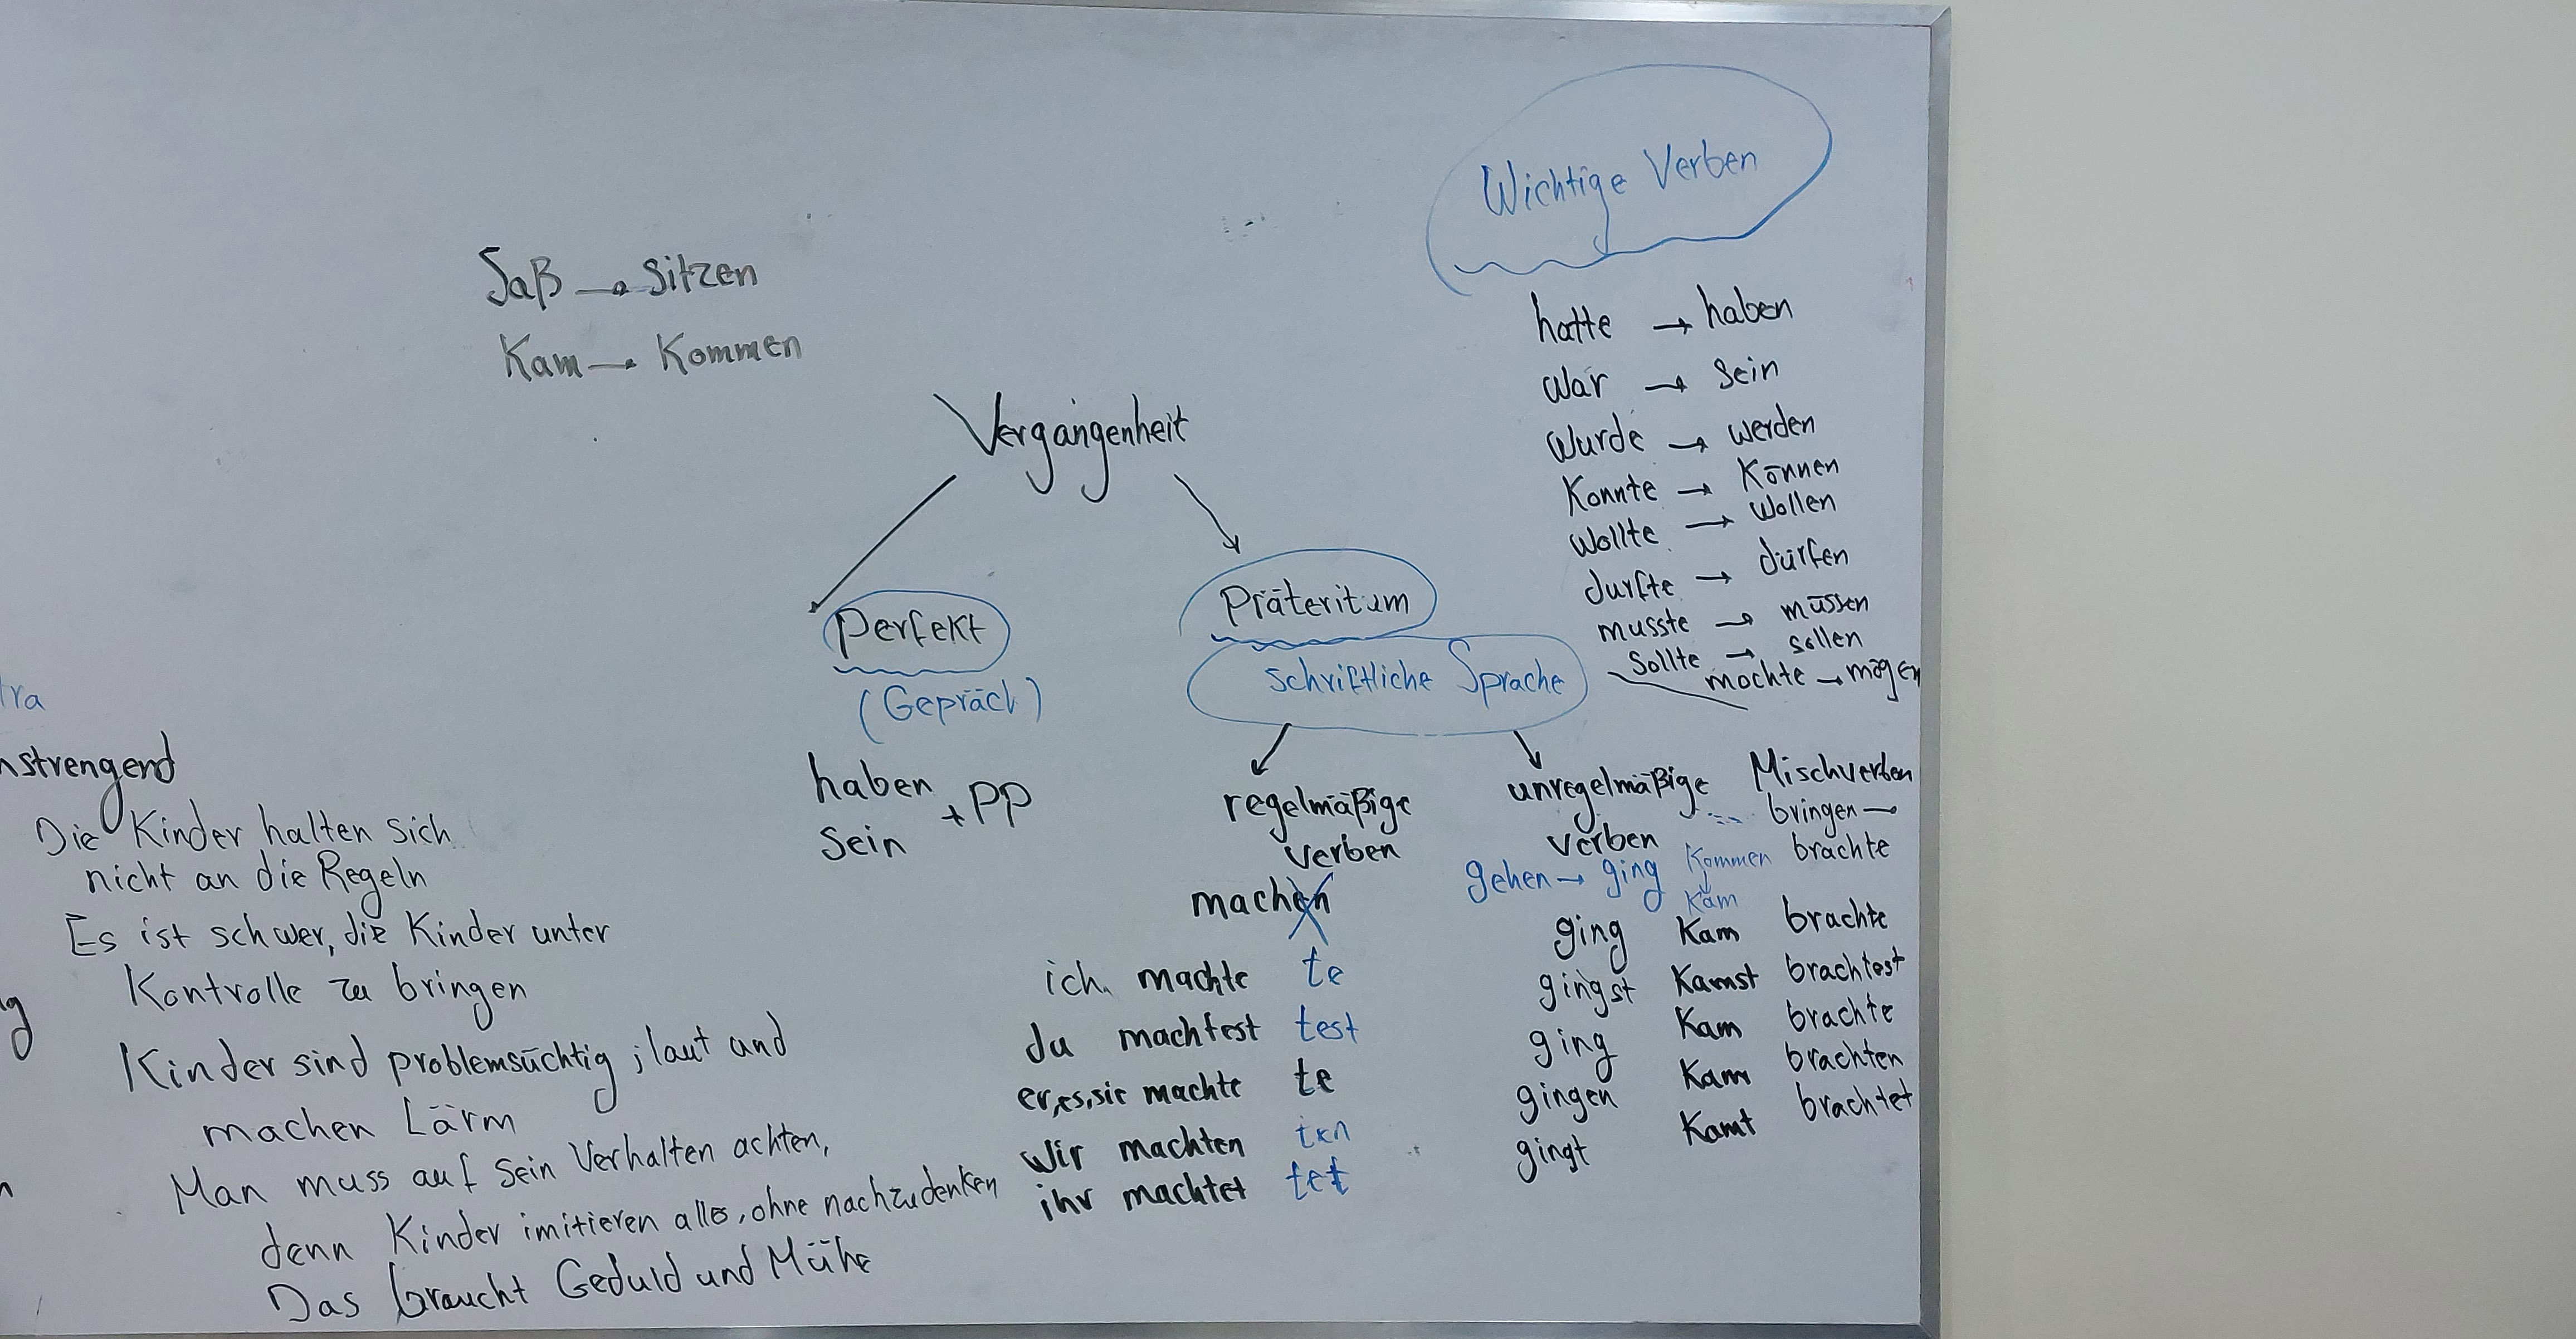 Wichtige Verben
hatte → haben
war → sein
wurde → werden
Konnte → Können
wollte → wollen
durfte → dürfen
musste → müssen
Sollte → sollen
mochte → mögen
Saß → Sitzen
Kam → Kommen
Vergangenheit
Perfekt
(Gepräch)
haben
sein
+ PP
Präteritum
schriftliche Sprache
regelmäßige
verben
machen
ich machte te
du machtest test
er,es,sie machte te
wir machten ten
ihr machtet tet
unregelmäßige
verben
gehen → ging
Kommen
↓
Kam
ging Kam
gingst Kamst
ging Kam
gingen Kam
gingt Kamt
Mischverben
bringen →
brachte
brachte
brachtest
brachte
brachten
brachtet
tra
nstrengend
Die Kinder halten sich
nicht an die Regeln
Es ist schwer, die Kinder unter
Kontrolle zu bringen
g
Kinder sind problemsüchtig, laut und
machen Lärm
n
Man muss auf sein Verhalten achten,
denn Kinder imitieren alles, ohne nachzudenken
Das braucht Geduld und Mühe